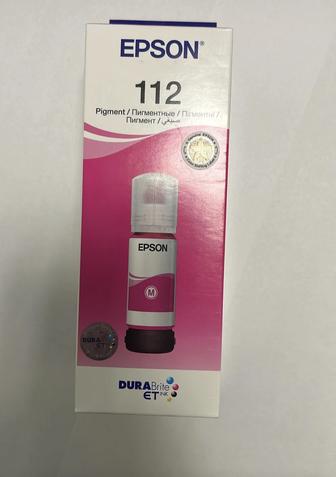 EPSON®
112
Pigment / Пигментные / Пігментні /
Пигмент / صبغي
EPSON
M
DURABrite
ET INK